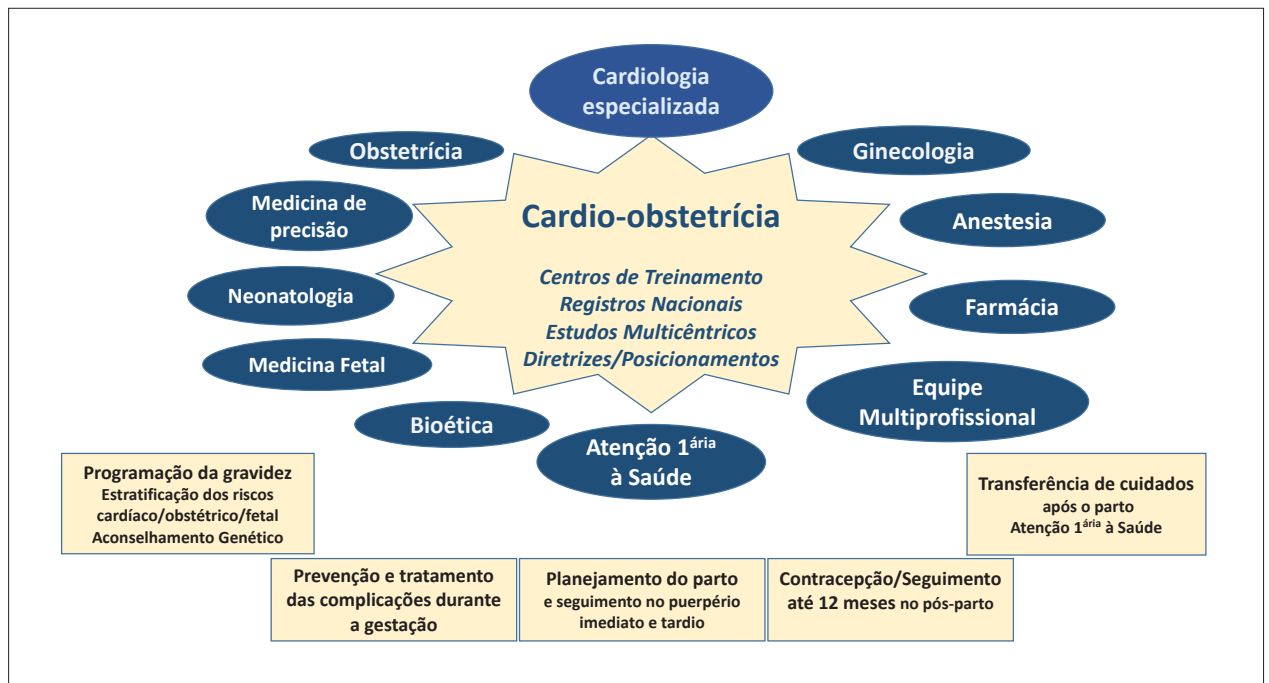 Cardiologia
especializada
Obstetrícia
Ginecologia
Medicina de
precisão
Anestesia
Cardio-obstetrícia
Neonatologia
Farmácia
Centros de Treinamento
Registros Nacionais
Estudos Multicêntricos
Diretrizes/Posicionamentos
Medicina Fetal
Equipe
Multiprofissional
Bioética
Atenção 1ária
à Saúde
Programação da gravidez
Estratificação dos riscos
cardíaco/obstétrico/fetal
Aconselhamento Genético
Prevenção e tratamento
das complicações durante
a gestação
Planejamento do parto
e seguimento no puerpério
imediato e tardio
Contracepção/Seguimento
até 12 meses no pós-parto
Transferência de cuidados
após o parto
Atenção 1ária à Saúde